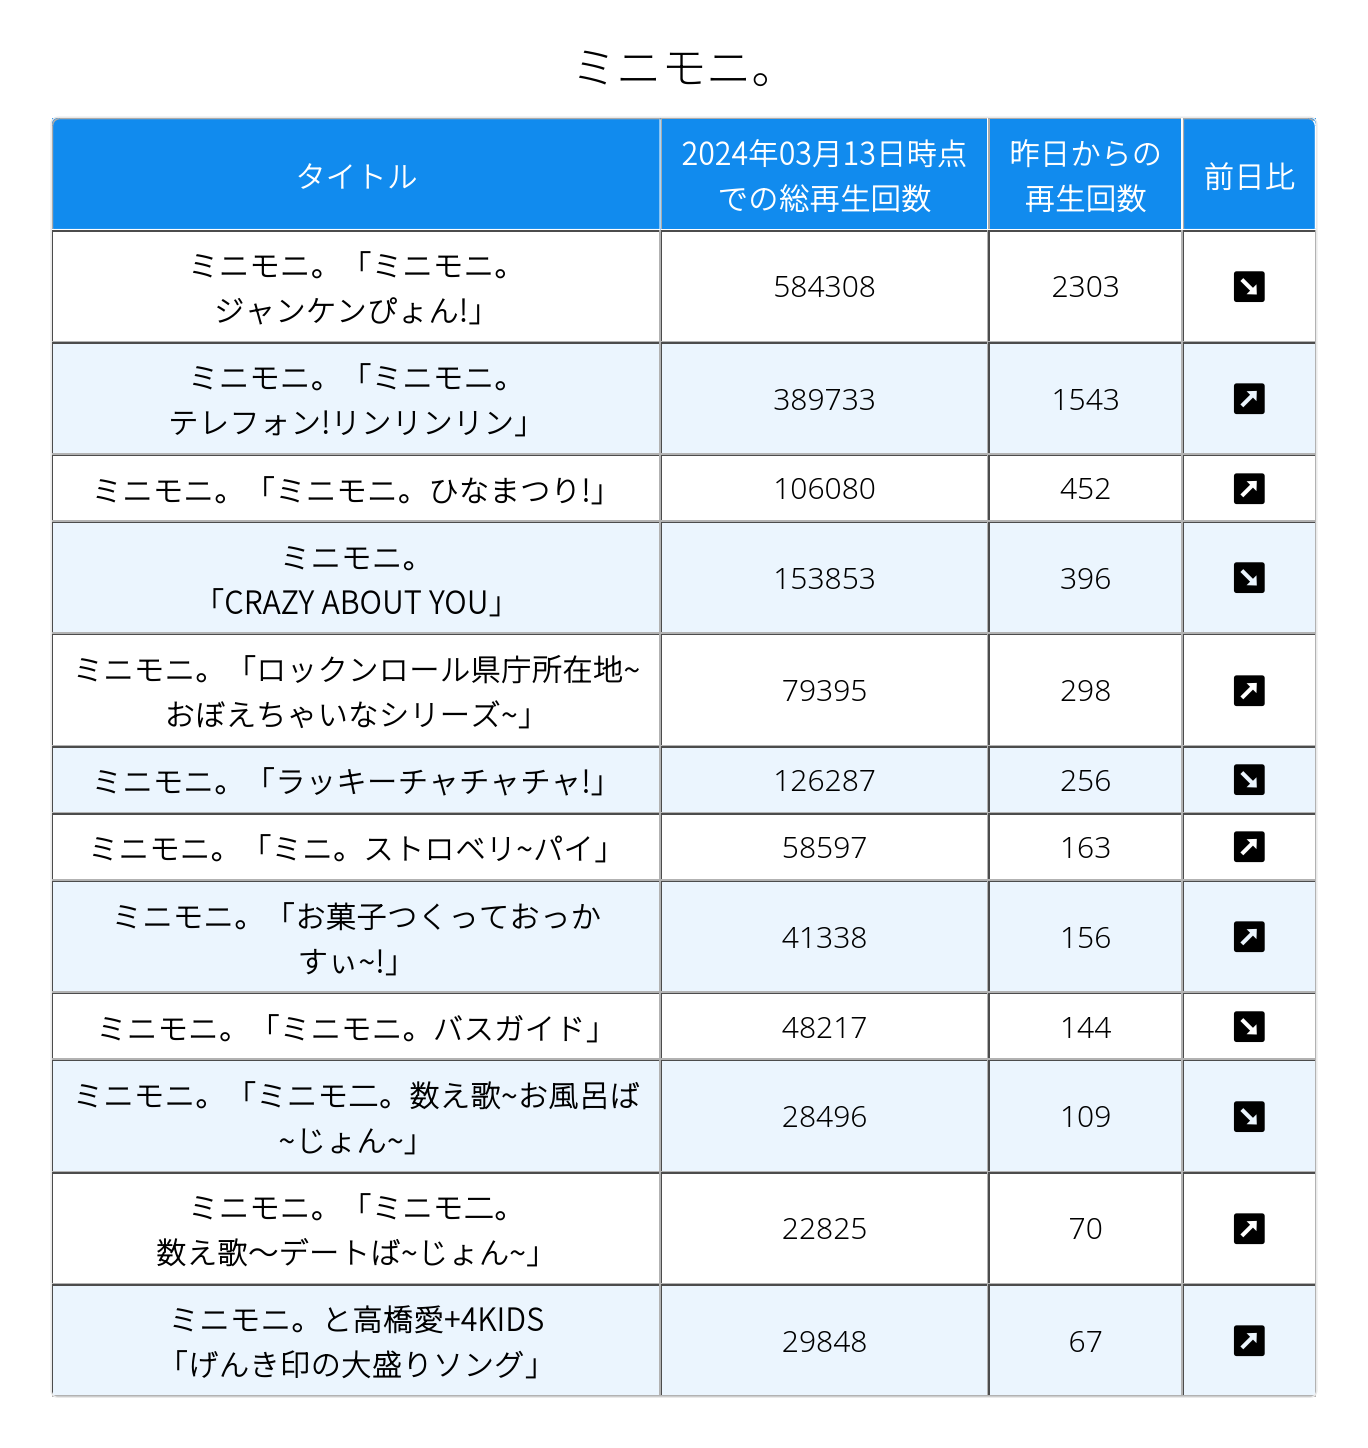 ミニモニ。
タイトル
2024年03月13日時点
での総再生回数
昨日からの
再生回数
前日比
ミニモニ。「ミニモニ。
ジャンケンぴょん!」
584308
2303
ミニモニ。「ミニモニ。
テレフォン!リンリンリン」
389733
1543
ミニモニ。「ミニモニ。ひなまつり!」
106080
452
ミニモニ。
「CRAZY ABOUT YOU」
153853
396
ミニモニ。「ロックンロール県庁所在地~
おぼえちゃいなシリーズ~」
79395
298
ミニモニ。「ラッキーチャチャチャ!」
126287
256
ミニモニ。「ミニ。ストロベリ~パイ」
58597
163
ミニモニ。「お菓子つくっておっか
すぃ~!」
41338
156
ミニモニ。「ミニモニ。バスガイド」
48217
144
ミニモニ。「ミニモ二。数え歌~お風呂ば
~じょん~」
28496
109
ミニモニ。「ミニモ二。
数え歌～デートば~じょん~」
22825
70
ミニモニ。と高橋愛+4KIDS
「げんき印の大盛りソング」
29848
67